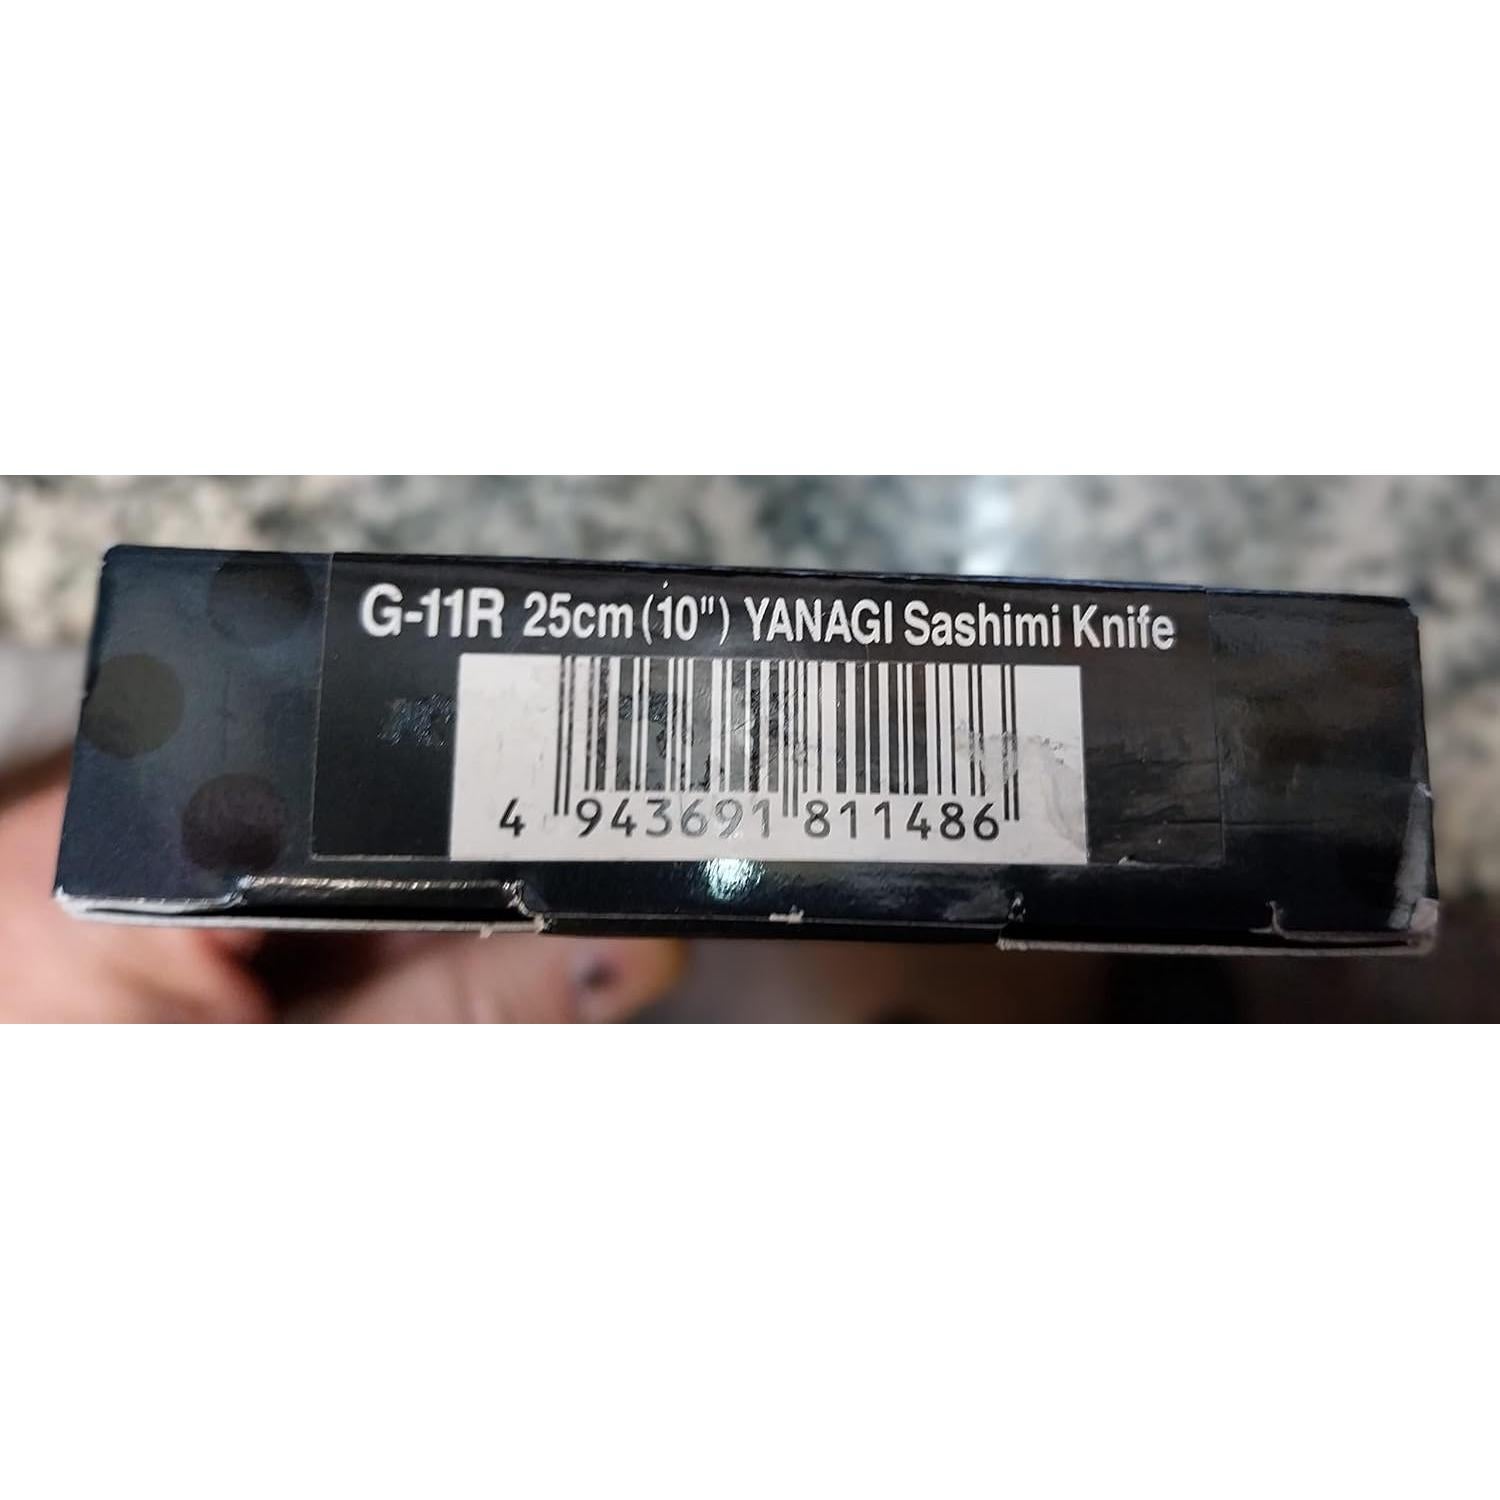 G-11R 25cm(10") YANAGI Sashimi Knife
4 943691 811486